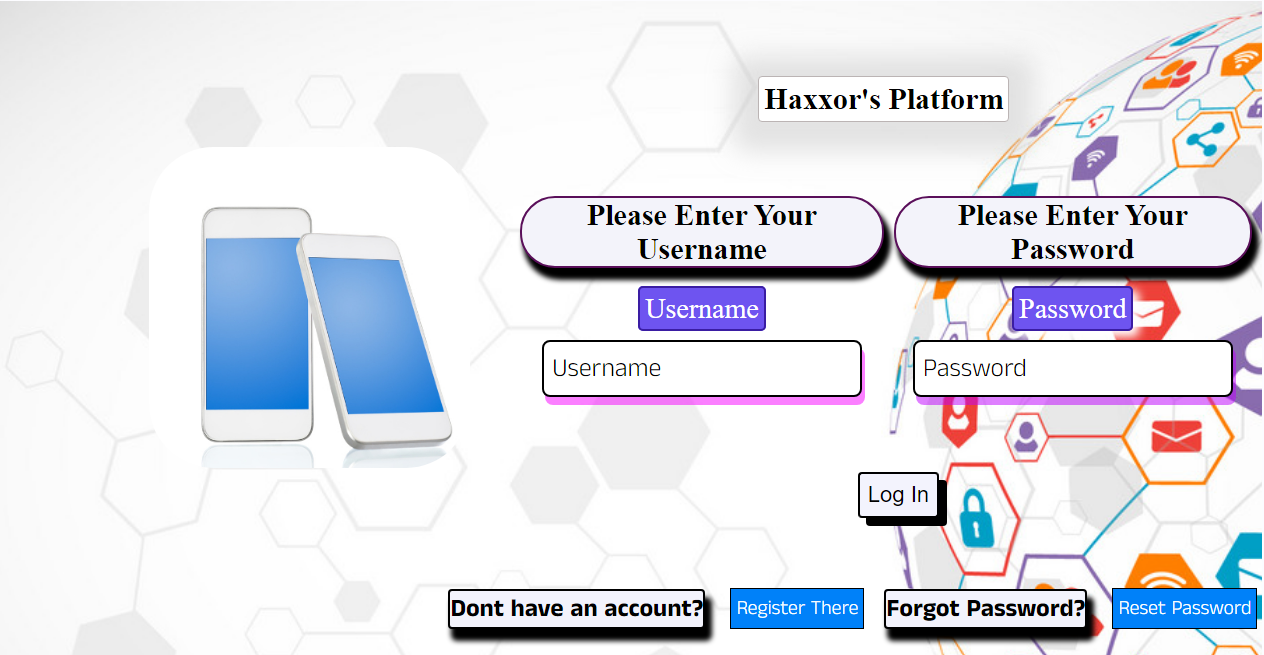 Haxxor's Platform
Please Enter Your
Username
Please Enter Your
Password
Username
Password
Username
Password
Log In
Dont have an account?
Register There
Forgot Password?
Reset Password